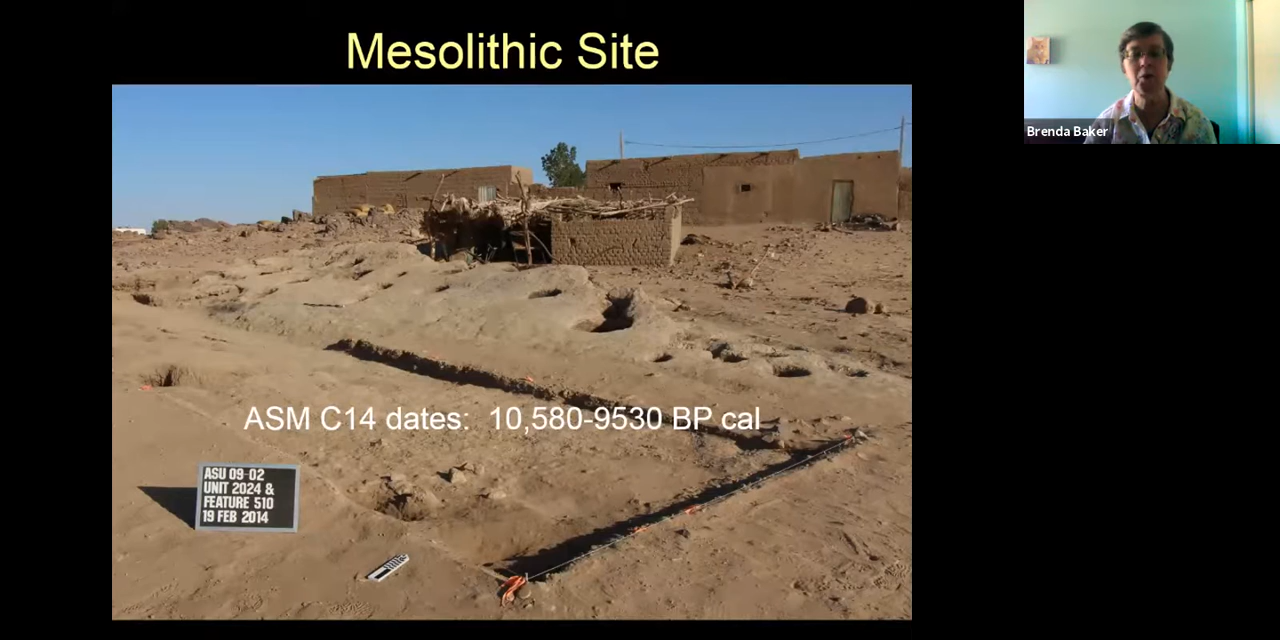 Mesolithic Site
Brenda Baker
ASM C14 dates: 10,580-9530 BP cal
ASU 09-02
UNIT 2024 &
FEATURE 510
19 FEB 2014